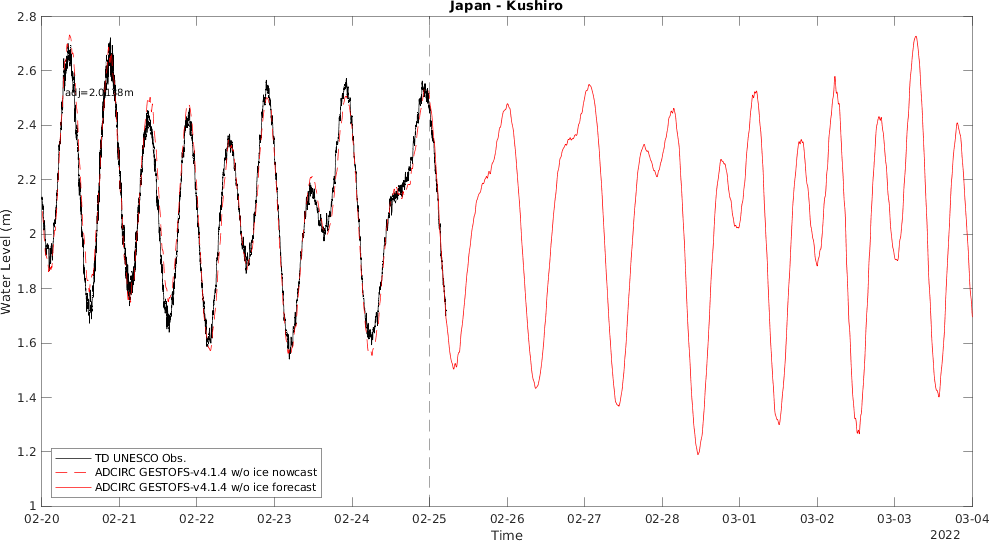 Japan - Kushiro
2.8
2.6
adj=2.0138m
2.4
2.2
2
1.8
1.6
1.4
1.2
1
Water Level (m)
TD UNESCO Obs.
ADCIRC GESTOFS-v4.1.4 w/o ice nowcast
ADCIRC GESTOFS-v4.1.4 w/o ice forecast
02-20 02-21 02-22 02-23 02-24 02-25 02-26 02-27 02-28 03-01 03-02 03-03 03-04
Time
2022